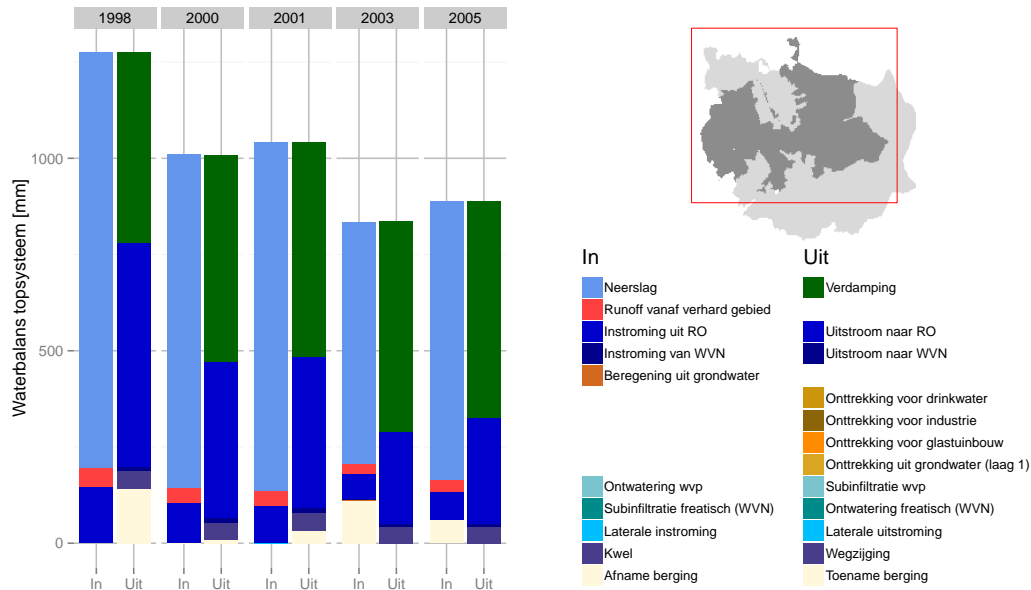 1998 2000 2001 2003 2005
Waterbalans topsysteem [mm]
1000
500
0
In Uit In Uit In Uit In Uit In Uit
In Uit
Neerslag Verdamping
Runoff vanaf verhard gebied
Instroming uit RO Uitstroom naar RO
Instroming van WVN Uitstroom naar WVN
Beregening uit grondwater
Onttrekking voor drinkwater
Onttrekking voor industrie
Onttrekking voor glastuinbouw
Onttrekking uit grondwater (laag 1)
Ontwatering wvp Subinfiltratie wvp
Subinfiltratie freatisch (WVN) Ontwatering freatisch (WVN)
Laterale instroming Laterale uitstroming
Kwel Wegzijging
Afname berging Toename berging